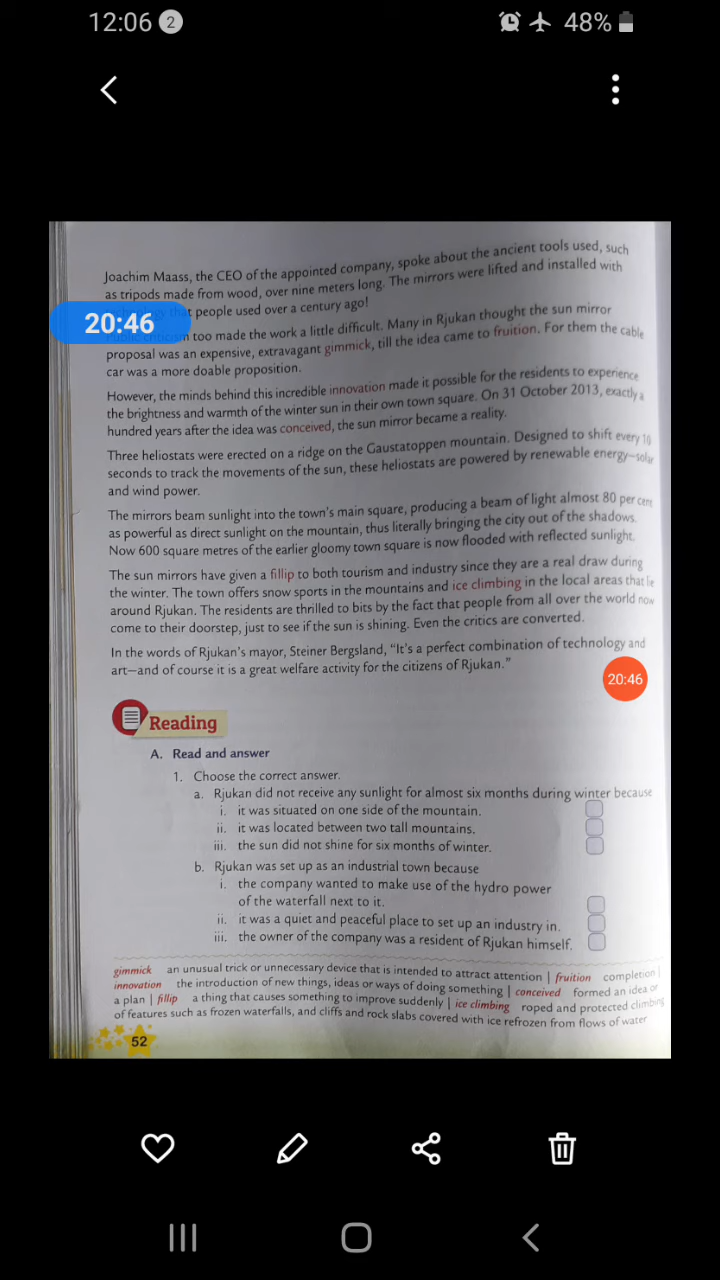 12:06 2 48%
Joachim Maass, the CEO of the appointed company, spoke about the ancient tools used, such
as tripods made from wood, over nine meters long. The mirrors were lifted and installed with
that people used over a century ago!
20:46
too made the work a little difficult. Many in Rjukan thought the sun mirror
proposal was an expensive, extravagant gimmick, till the idea came to fruition. For them the cable
car was a more doable proposition.
However, the minds behind this incredible innovation made it possible for the residents to experience
the brightness and warmth of the winter sun in their own town square. On 31 October 2013, exactly a
hundred years after the idea was conceived, the sun mirror became a reality.
Three heliostats were erected on a ridge on the Gaustatoppen mountain. Designed to shift every 10
seconds to track the movements of the sun, these heliostats are powered by renewable energy—solar
and wind power.
The mirrors beam sunlight into the town's main square, producing a beam of light almost 80 per cent
as powerful as direct sunlight on the mountain, thus literally bringing the city out of the shadows.
Now 600 square metres of the earlier gloomy town square is now flooded with reflected sunlight.
The sun mirrors have given a fillip to both tourism and industry since they are a real draw during
the winter. The town offers snow sports in the mountains and ice climbing in the local areas that lie
around Rjukan. The residents are thrilled to bits by the fact that people from all over the world now
come to their doorstep, just to see if the sun is shining. Even the critics are converted.
In the words of Rjukan's mayor, Steiner Bergsland, "It's a perfect combination of technology and
art—and of course it is a great welfare activity for the citizens of Rjukan."
20:46
Reading
A. Read and answer
1. Choose the correct answer.
a. Rjukan did not receive any sunlight for almost six months during winter because
i. it was situated on one side of the mountain.
ii. it was located between two tall mountains.
iii. the sun did not shine for six months of winter.
b. Rjukan was set up as an industrial town because
i. the company wanted to make use of the hydro power
of the waterfall next to it.
ii. it was a quiet and peaceful place to set up an industry in.
iii. the owner of the company was a resident of Rjukan himself.
gimmick an unusual trick or unnecessary device that is intended to attract attention | fruition completion |
innovation the introduction of new things, ideas or ways of doing something | conceived formed an idea or
a plan | fillip a thing that causes something to improve suddenly | ice climbing roped and protected climbing
of features such as frozen waterfalls, and cliffs and rock slabs covered with ice refrozen from flows of water
52